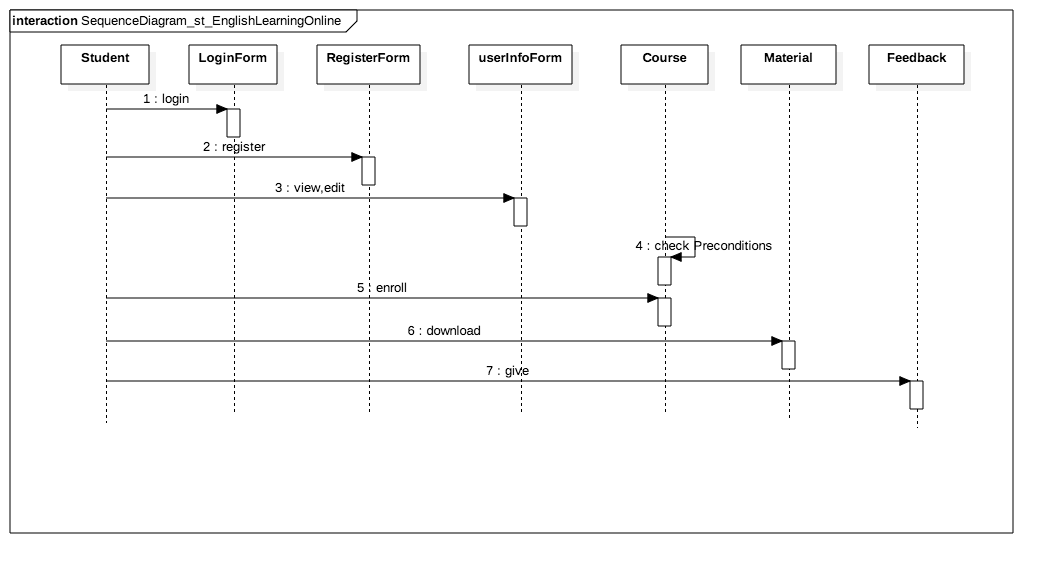 interaction SequenceDiagram_st_EnglishLearningOnline
Student LoginForm RegisterForm userInfoForm Course Material Feedback
1 : login
2 : register
3 : view,edit
4 : check Preconditions
5 : enroll
6 : download
7 : give